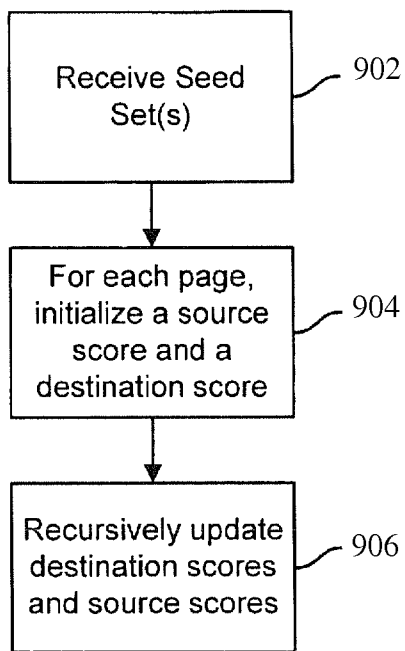 Receive Seed
Set(s)
902
For each page,
initialize a source
score and a
destination score
904
Recursively update
destination scores
and source scores
906